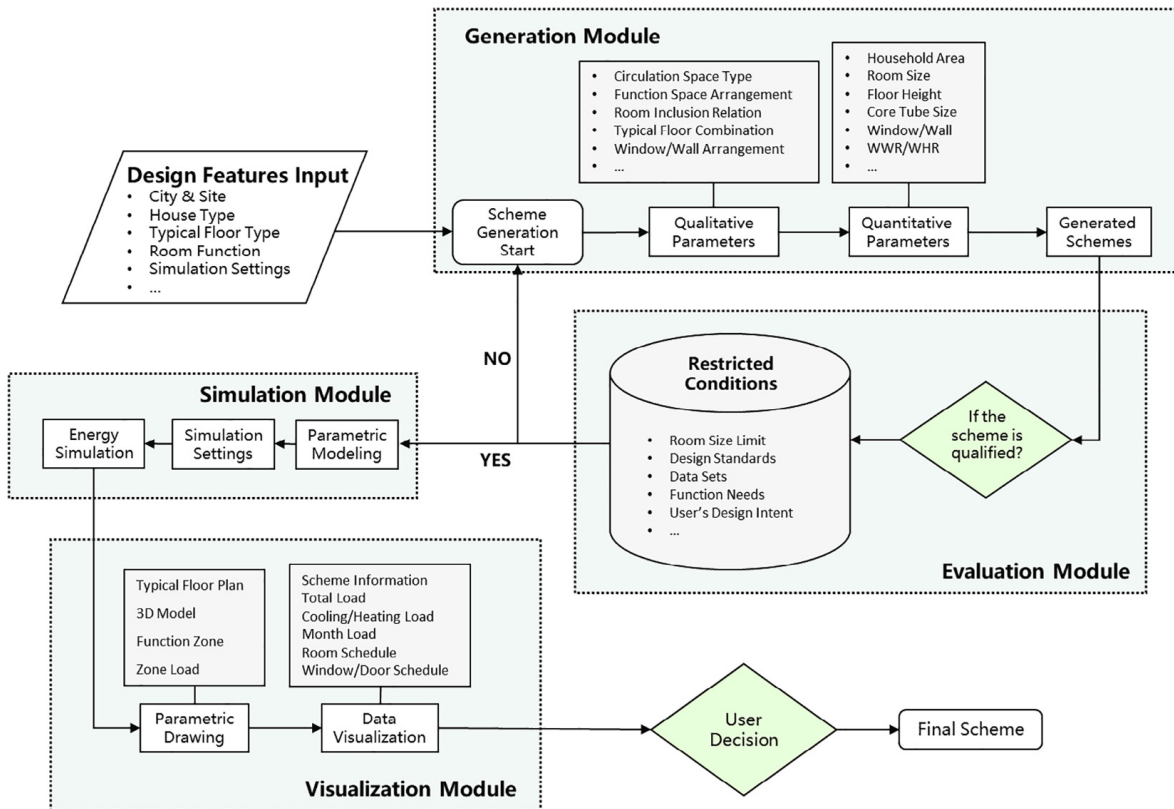 Generation Module
• Circulation Space Type
• Function Space Arrangement
• Room Inclusion Relation
• Typical Floor Combination
• Window/Wall Arrangement
• ...
• Household Area
• Room Size
• Floor Height
• Core Tube Size
• Window/Wall
• WWR/WHR
• ...
Design Features Input
• City & Site
• House Type
• Typical Floor Type
• Room Function
• Simulation Settings
• ...
Scheme
Generation
Start
Qualitative
Parameters
Quantitative
Parameters
Generated
Schemes
NO
YES
Restricted
Conditions
• Room Size Limit
• Design Standards
• Data Sets
• Function Needs
• User's Design Intent
• ...
If the
scheme is
qualified?
Evaluation Module
Simulation Module
Energy
Simulation
Simulation
Settings
Parametric
Modeling
Typical Floor Plan
3D Model
Function Zone
Zone Load
Scheme Information
Total Load
Cooling/Heating Load
Month Load
Room Schedule
Window/Door Schedule
Parametric
Drawing
Data
Visualization
Visualization Module
User
Decision
Final Scheme